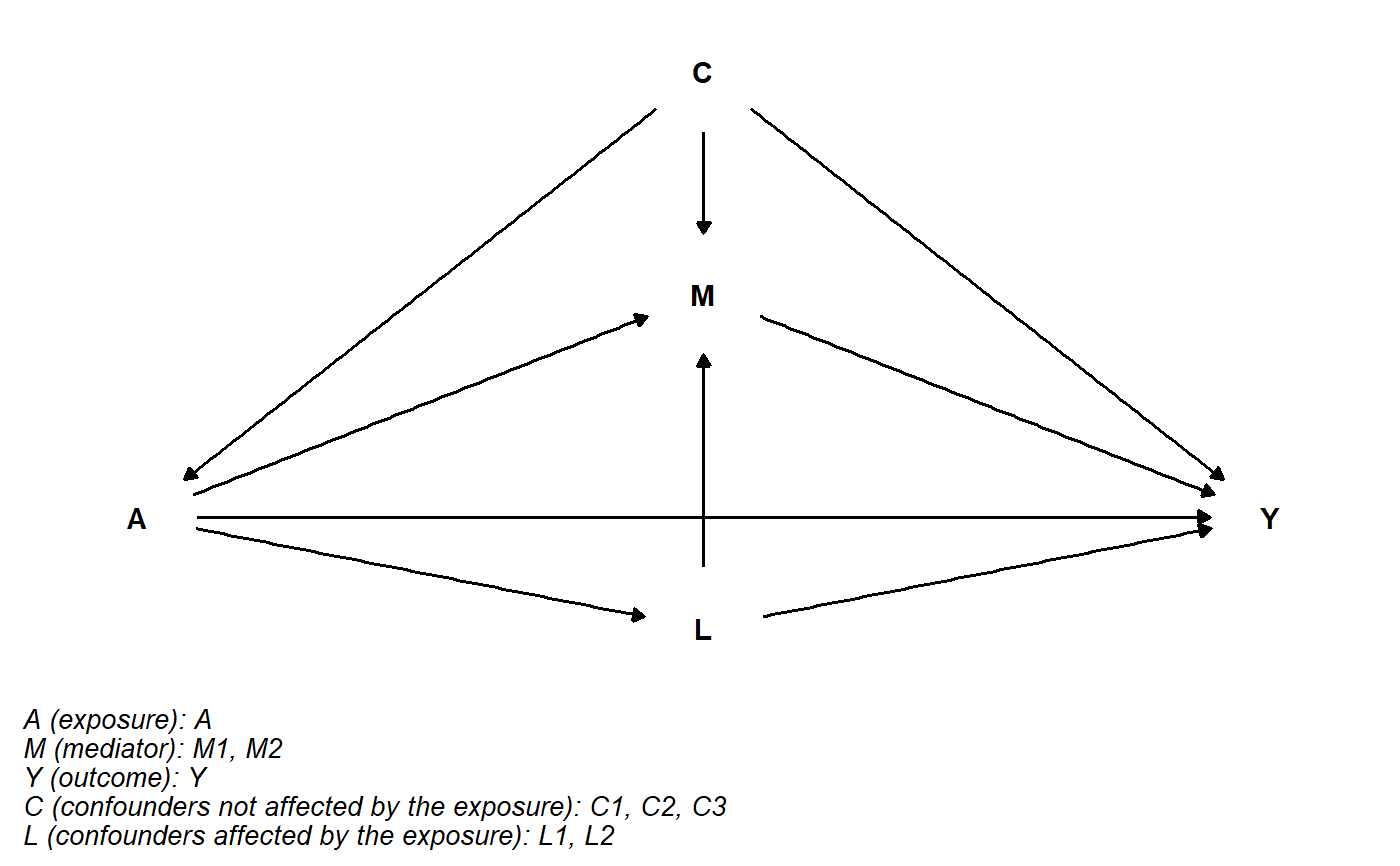 C
M
A
Y
L
A (exposure): A
M (mediator): M1, M2
Y (outcome): Y
C (confounders not affected by the exposure): C1, C2, C3
L (confounders affected by the exposure): L1, L2